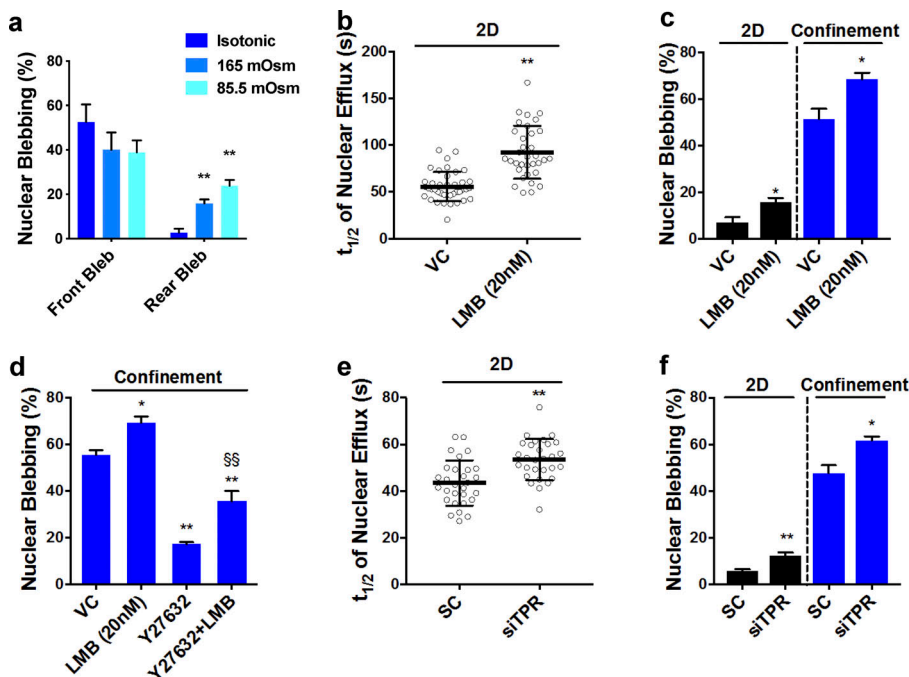 a
Nuclear Blebbing (%)
80
60
40
20
0
Isotonic
165 mOsm
85.5 mOsm
**
**
Front Bleb
Rear Bleb
b
t1/2 of Nuclear Efflux (s)
2D
200
150
100
50
0
**
VC
LMB (20nM)
c
Nuclear Blebbing (%)
2D
Confinement
80
60
40
20
0
*
*
VC
LMB (20nM)
VC
LMB (20nM)
d
Nuclear Blebbing (%)
Confinement
80
60
40
20
0
*
**
§§
**
VC
LMB (20nM)
Y27632
Y27632+LMB
e
t1/2 of Nuclear Efflux (s)
2D
100
80
60
40
20
0
**
SC
siTPR
f
Nuclear Blebbing (%)
2D
Confinement
80
60
40
20
0
**
*
SC
siTPR
SC
siTPR